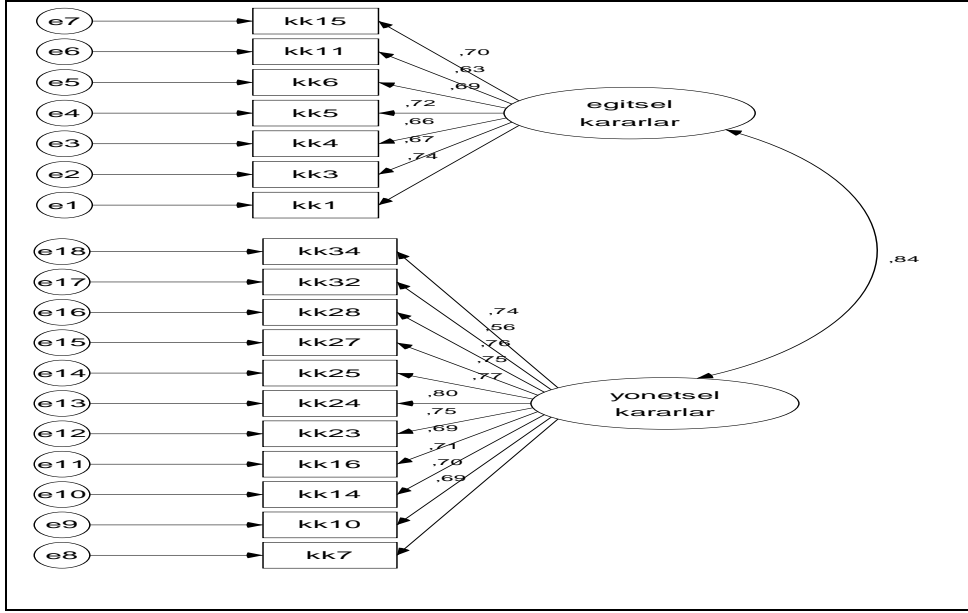 e7 kk15
e6 kk11
e5 kk6
e4 kk5
e3 kk4
e2 kk3
e1 kk1
,70
,63
,69
,72
,66
,67
,74
egitsel
kararlar
,84
e18 kk34
e17 kk32
e16 kk28
e15 kk27
e14 kk25
e13 kk24
e12 kk23
e11 kk16
e10 kk14
e9 kk10
e8 kk7
,74
,56
,76
,75
,77
,80
,75
,69
,71
,70
,69
yonetsel
kararlar